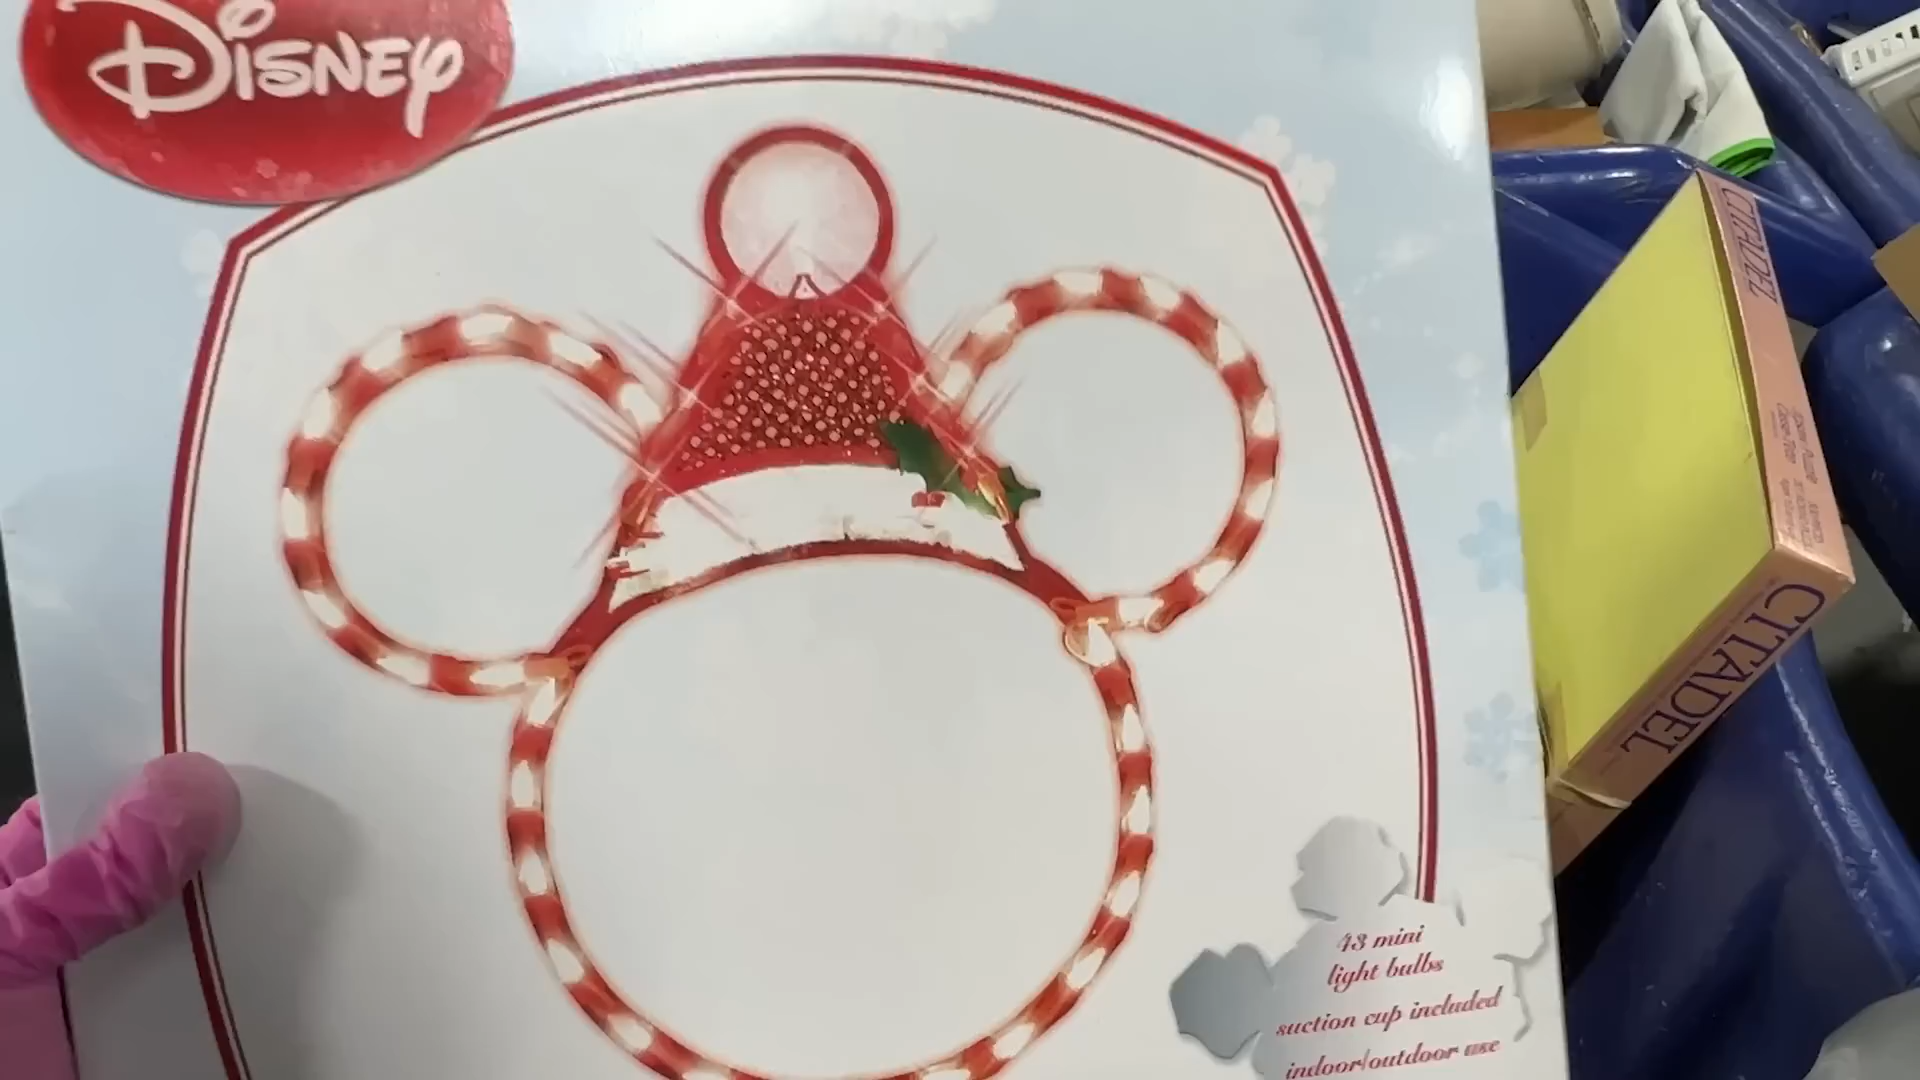 DISNEY
43 mini
light bulbs
suction cup included
indoor/outdoor use
CITADEL
CITADEL